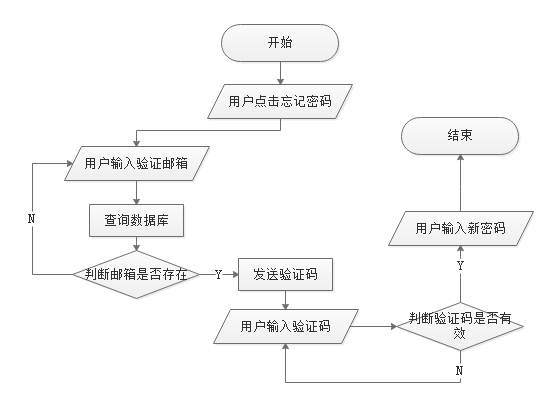 开始
用户点击忘记密码
用户输入验证邮箱
查询数据库
判断邮箱是否存在
N
Y
发送验证码
用户输入验证码
判断验证码是否有
效
N
Y
用户输入新密码
结束